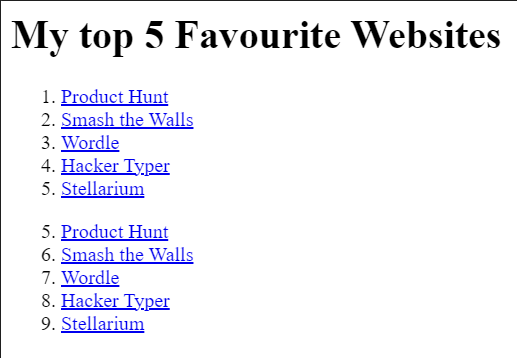 My top 5 Favourite Websites
1. Product Hunt
2. Smash the Walls
3. Wordle
4. Hacker Typer
5. Stellarium
5. Product Hunt
6. Smash the Walls
7. Wordle
8. Hacker Typer
9. Stellarium